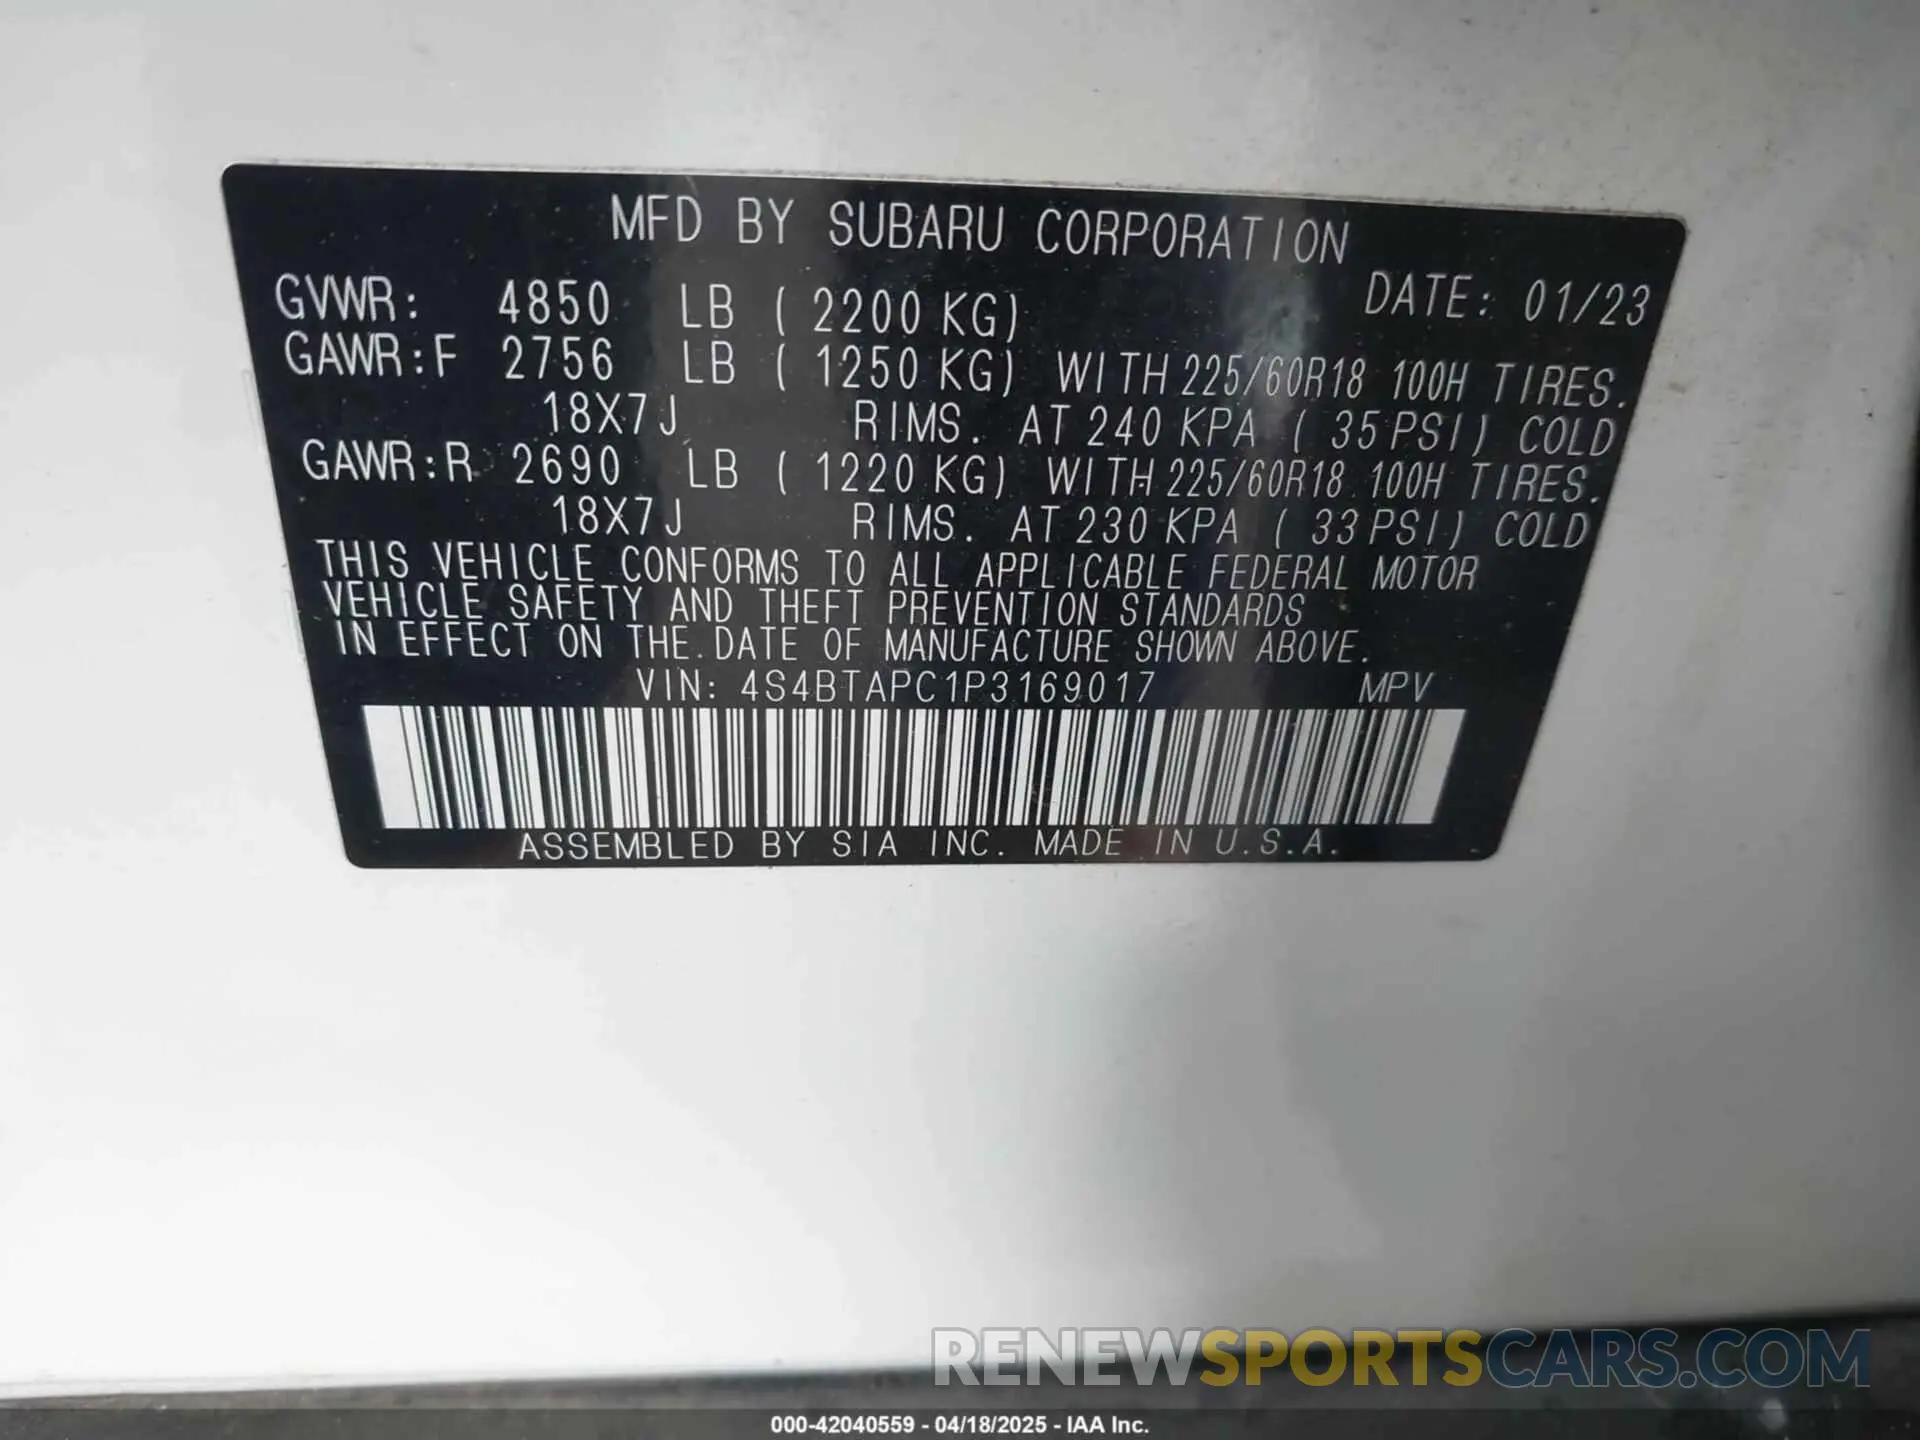 MFD BY SUBARU CORPORATION
DATE: 01/23
GVWR: 4850 LB ( 2200 KG)
GAWR:F 2756 LB ( 1250 KG) WITH 225/60R18 100H TIRES.
18X7J RIMS. AT 240 KPA ( 35 PSI) COLD
GAWR:R 2690 LB ( 1220 KG) WITH 225/60R18 100H TIRES.
18X7J RIMS. AT 230 KPA ( 33 PSI) COLD
THIS VEHICLE CONFORMS TO ALL APPLICABLE FEDERAL MOTOR
VEHICLE SAFETY AND THEFT PREVENTION STANDARDS
IN EFFECT ON THE DATE OF MANUFACTURE SHOWN ABOVE.
VIN: 4S4BTAPC1P3169017 MPV
ASSEMBLED BY SIA INC. MADE IN U.S.A.
RENEWSPORTSCARS.COM
000-42040559 - 04/18/2025 - IAA Inc.